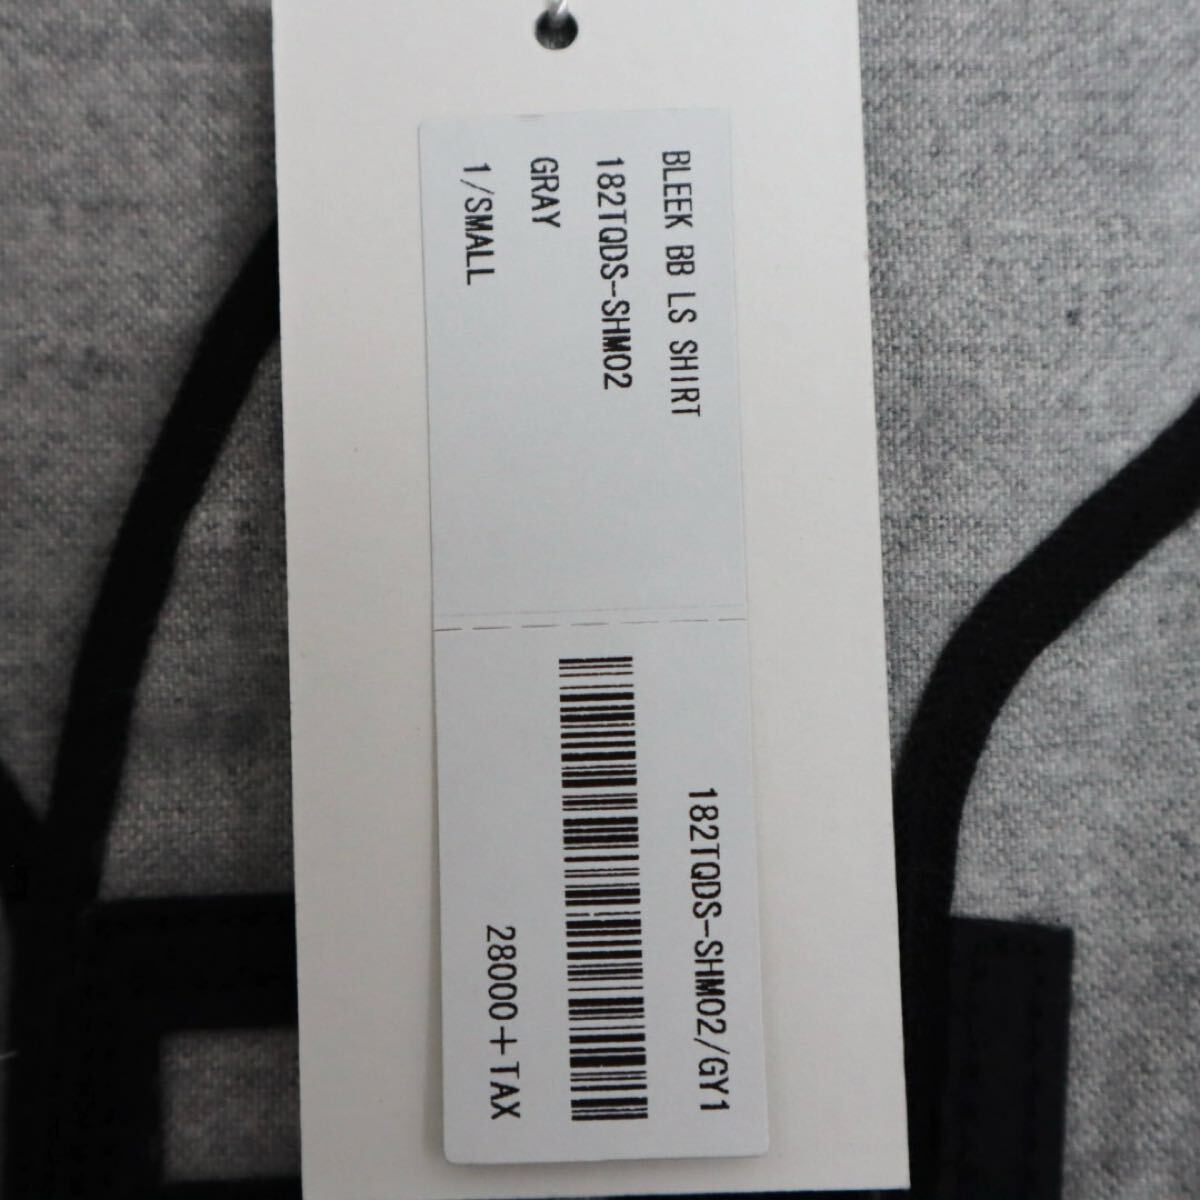 BLEEK BB LS SHIRT
182TQDS-SHM02
GRAY
1/SMALL
182TQDS-SHM02/GY1
28000+TAX